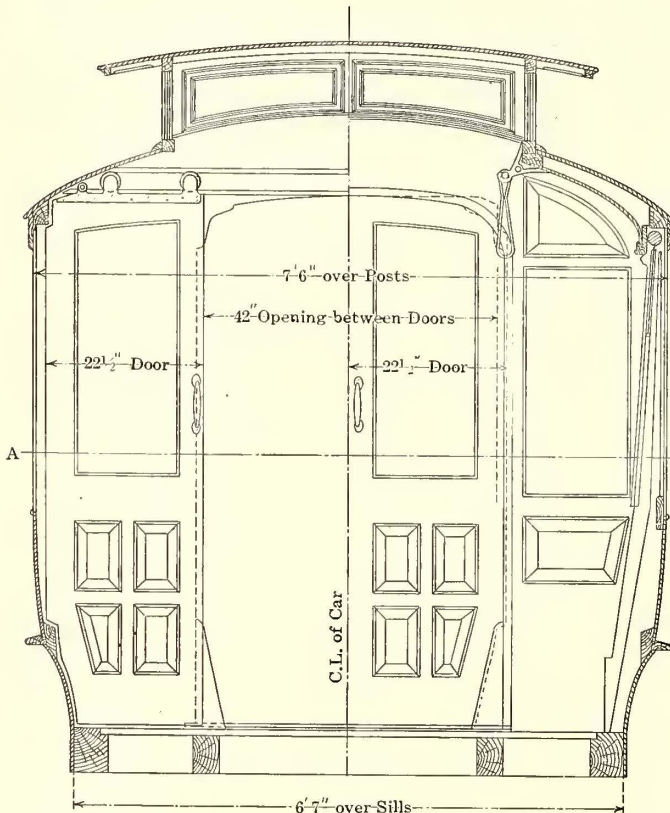 7'6" over Posts
42" Opening between Doors
22½" Door
22½" Door
A
C.L. of Car
6'7" over Sills